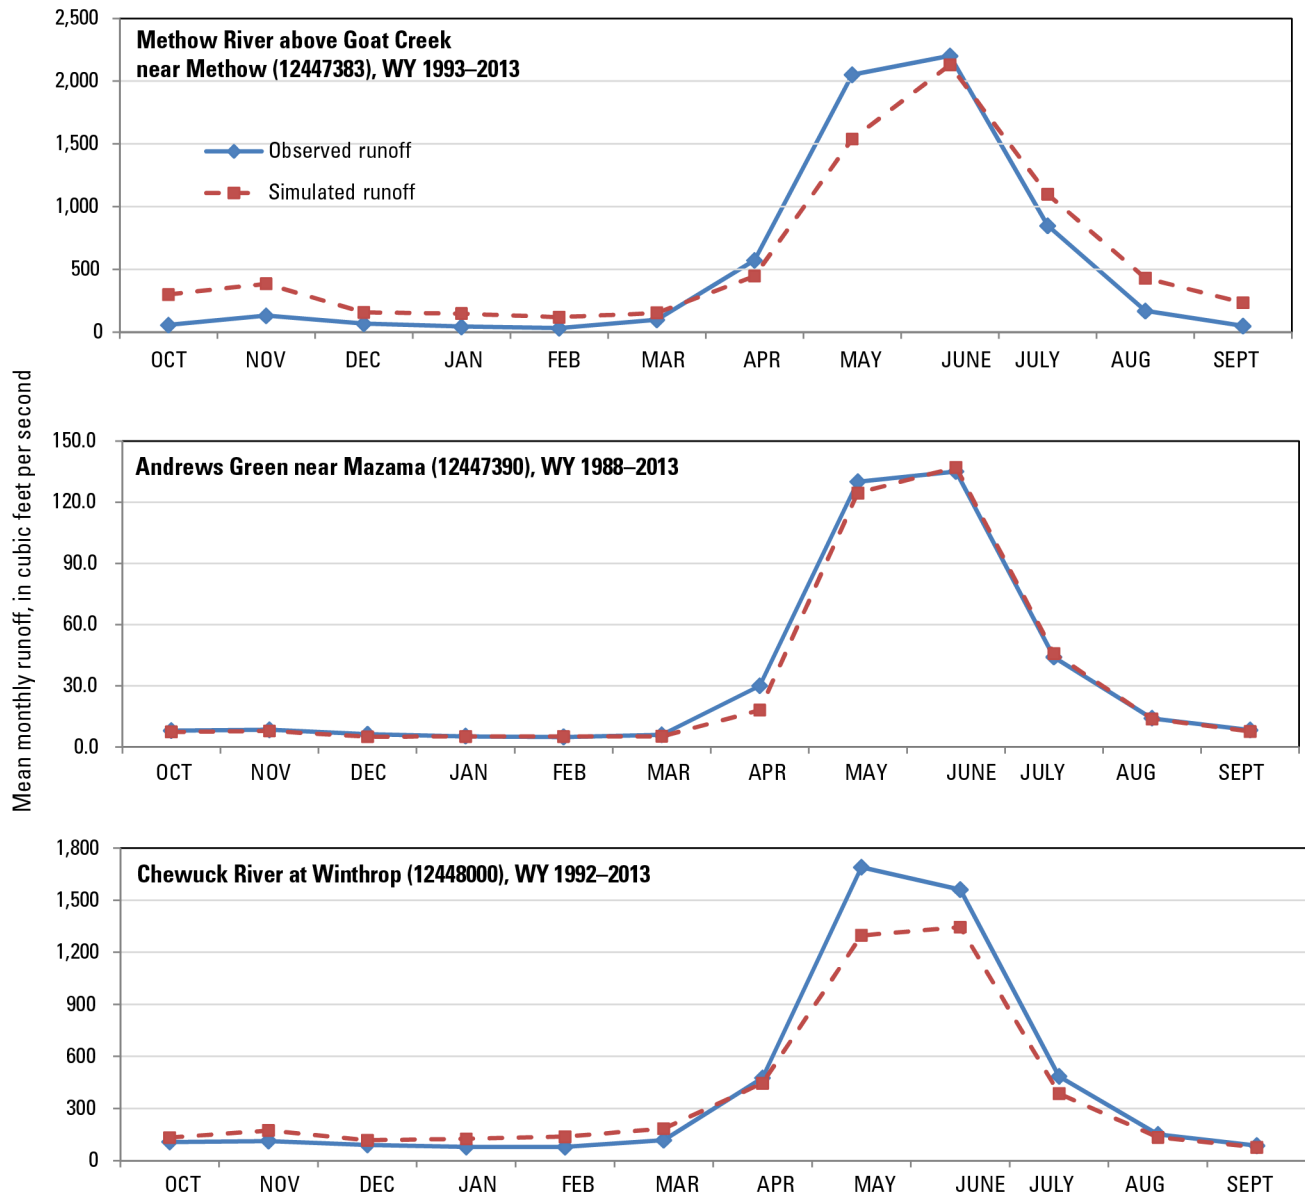 Mean monthly runoff, in cubic feet per second
2,500
2,000
1,500
1,000
500
0
Methow River above Goat Creek
near Methow (12447383), WY 1993–2013
Observed runoff
Simulated runoff
OCT NOV DEC JAN FEB MAR APR MAY JUNE JULY AUG SEPT
150.0
120.0
90.0
60.0
30.0
0.0
Andrews Green near Mazama (12447390), WY 1988–2013
OCT NOV DEC JAN FEB MAR APR MAY JUNE JULY AUG SEPT
1,800
1,500
1,200
900
600
300
0
Chewuck River at Winthrop (12448000), WY 1992–2013
OCT NOV DEC JAN FEB MAR APR MAY JUNE JULY AUG SEPT